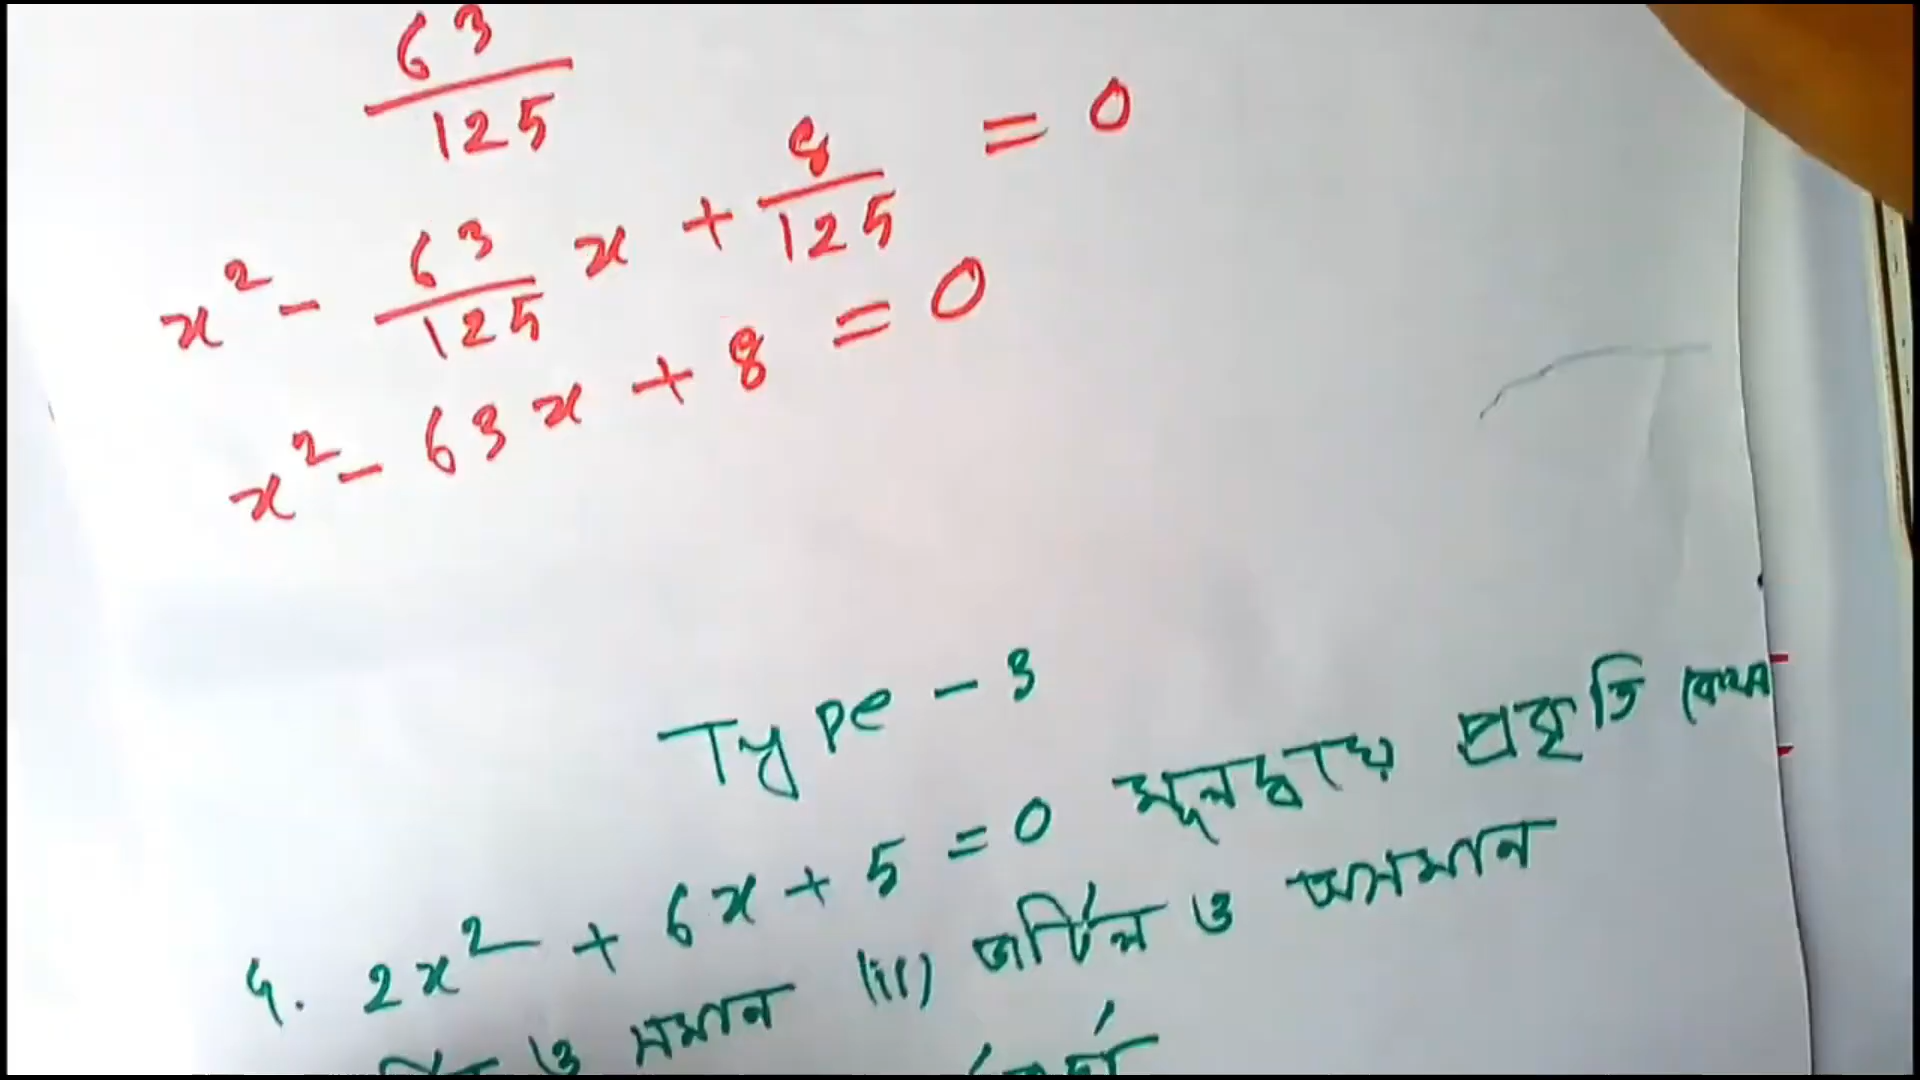 63
125
x² - 63/125 x + 8/125 = 0
x² - 63x + 8 = 0
Type - 3
৭. 2x² + 6x + 5 = 0 মূলদ্বয়ের প্রকৃতি
ও সমান (ii) জটিল ও অসমান